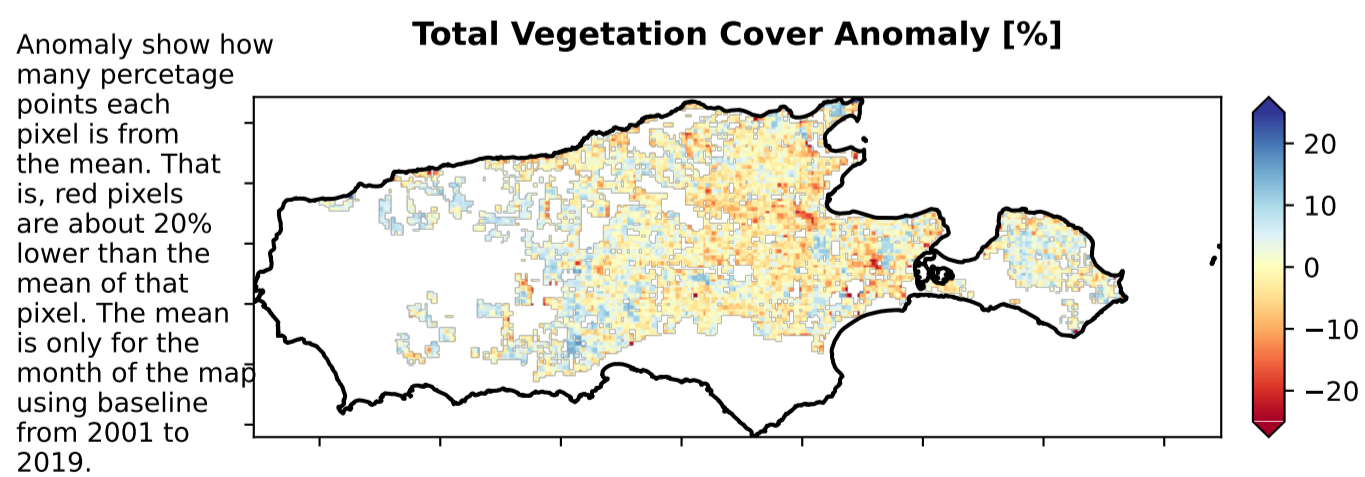 Total Vegetation Cover Anomaly [%]
Anomaly show how
many percetage
points each
pixel is from
the mean. That
is, red pixels
are about 20%
lower than the
mean of that
pixel. The mean
is only for the
month of the map
using baseline
from 2001 to
2019.
20
10
0
−10
−20